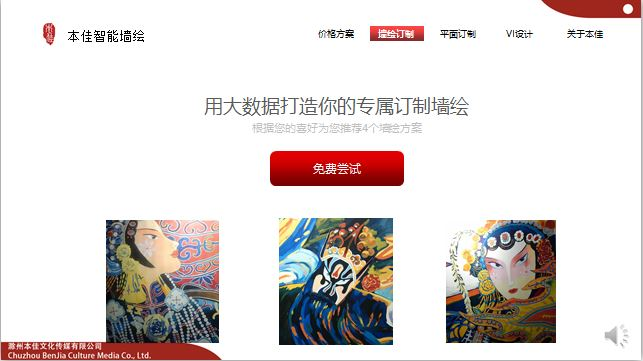 本佳智能墙绘
价格方案 墙绘订制 平面订制 VI设计 关于本佳
用大数据打造你的专属订制墙绘
根据您的喜好为您推荐4个墙绘方案
免费尝试
滁州本佳文化传媒有限公司
Chuzhou BenJia Culture Media Co., Ltd.